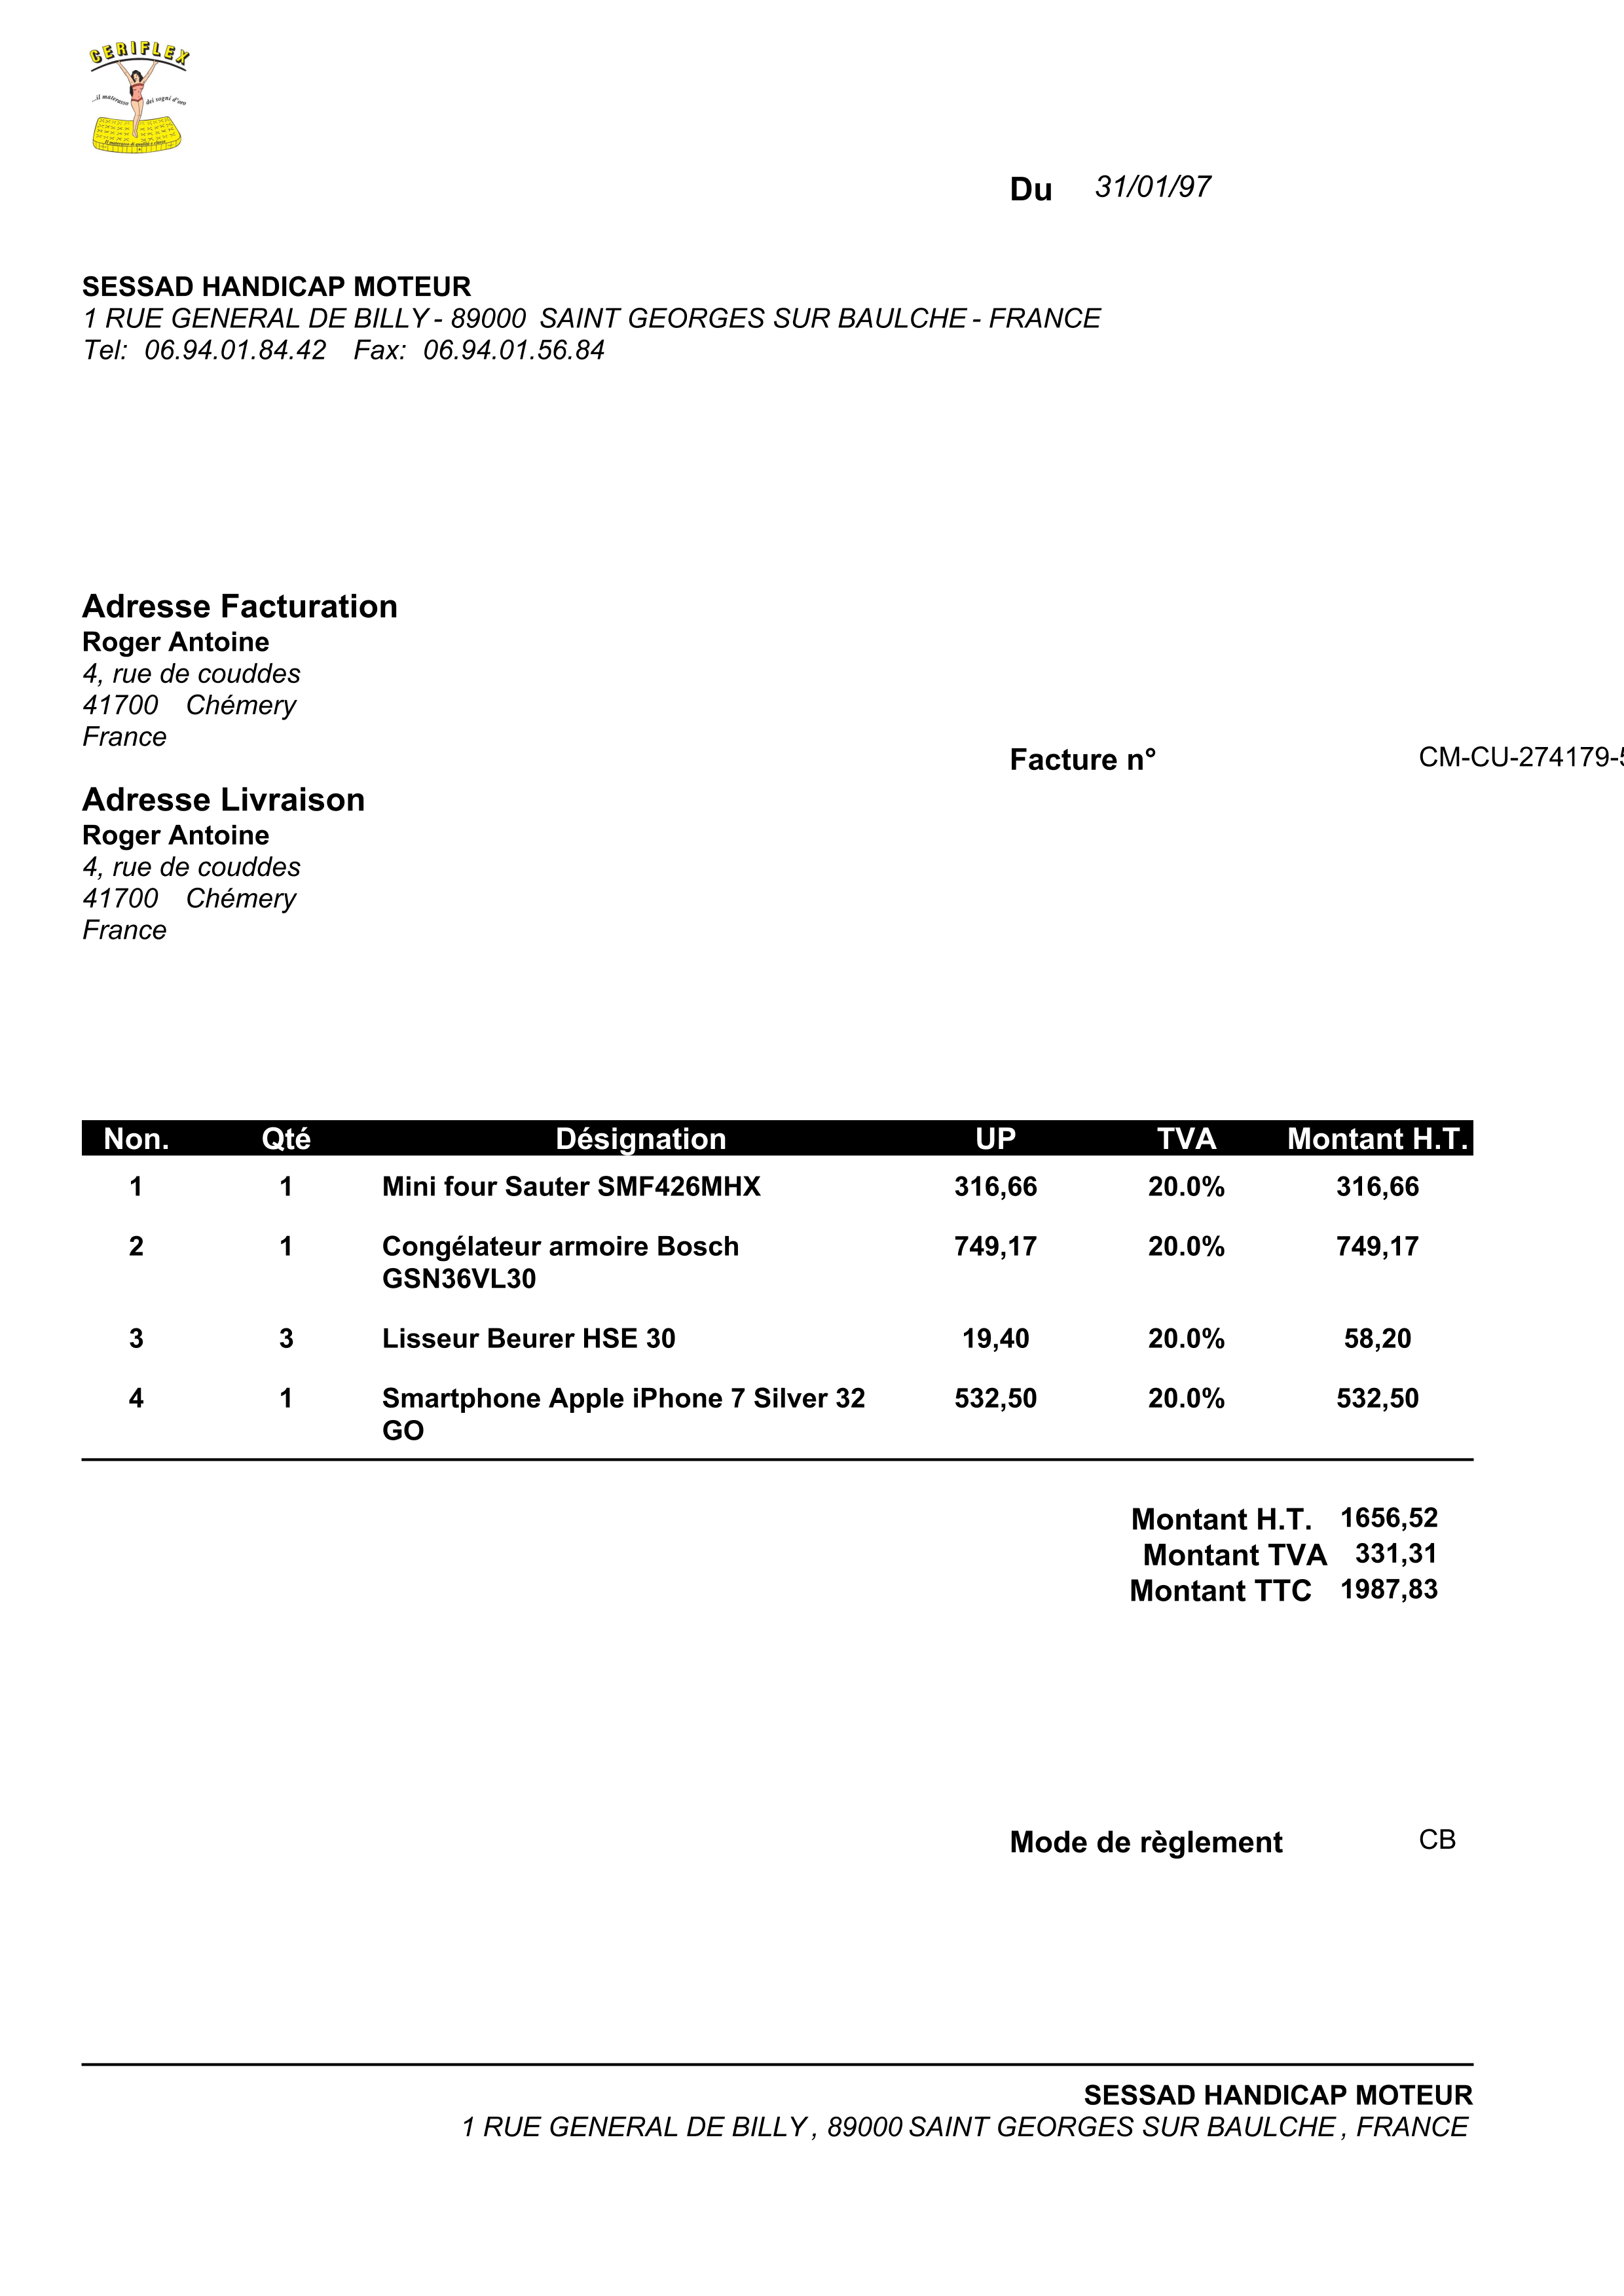 CERIFLEX
...il materasso dei sogni d'oro
Du 31/01/97
SESSAD HANDICAP MOTEUR
1 RUE GENERAL DE BILLY - 89000 SAINT GEORGES SUR BAULCHE - FRANCE
Tel: 06.94.01.84.42 Fax: 06.94.01.56.84
Adresse Facturation
Roger Antoine
4, rue de couddes
41700 Chémery
France
Facture n° CM-CU-274179-5
Adresse Livraison
Roger Antoine
4, rue de couddes
41700 Chémery
France
Non. Qté Désignation UP TVA Montant H.T.
1 1 Mini four Sauter SMF426MHX 316,66 20.0% 316,66
2 1 Congélateur armoire Bosch 749,17 20.0% 749,17
GSN36VL30
3 3 Lisseur Beurer HSE 30 19,40 20.0% 58,20
4 1 Smartphone Apple iPhone 7 Silver 32 532,50 20.0% 532,50
GO
Montant H.T. 1656,52
Montant TVA 331,31
Montant TTC 1987,83
Mode de règlement CB
SESSAD HANDICAP MOTEUR
1 RUE GENERAL DE BILLY , 89000 SAINT GEORGES SUR BAULCHE , FRANCE